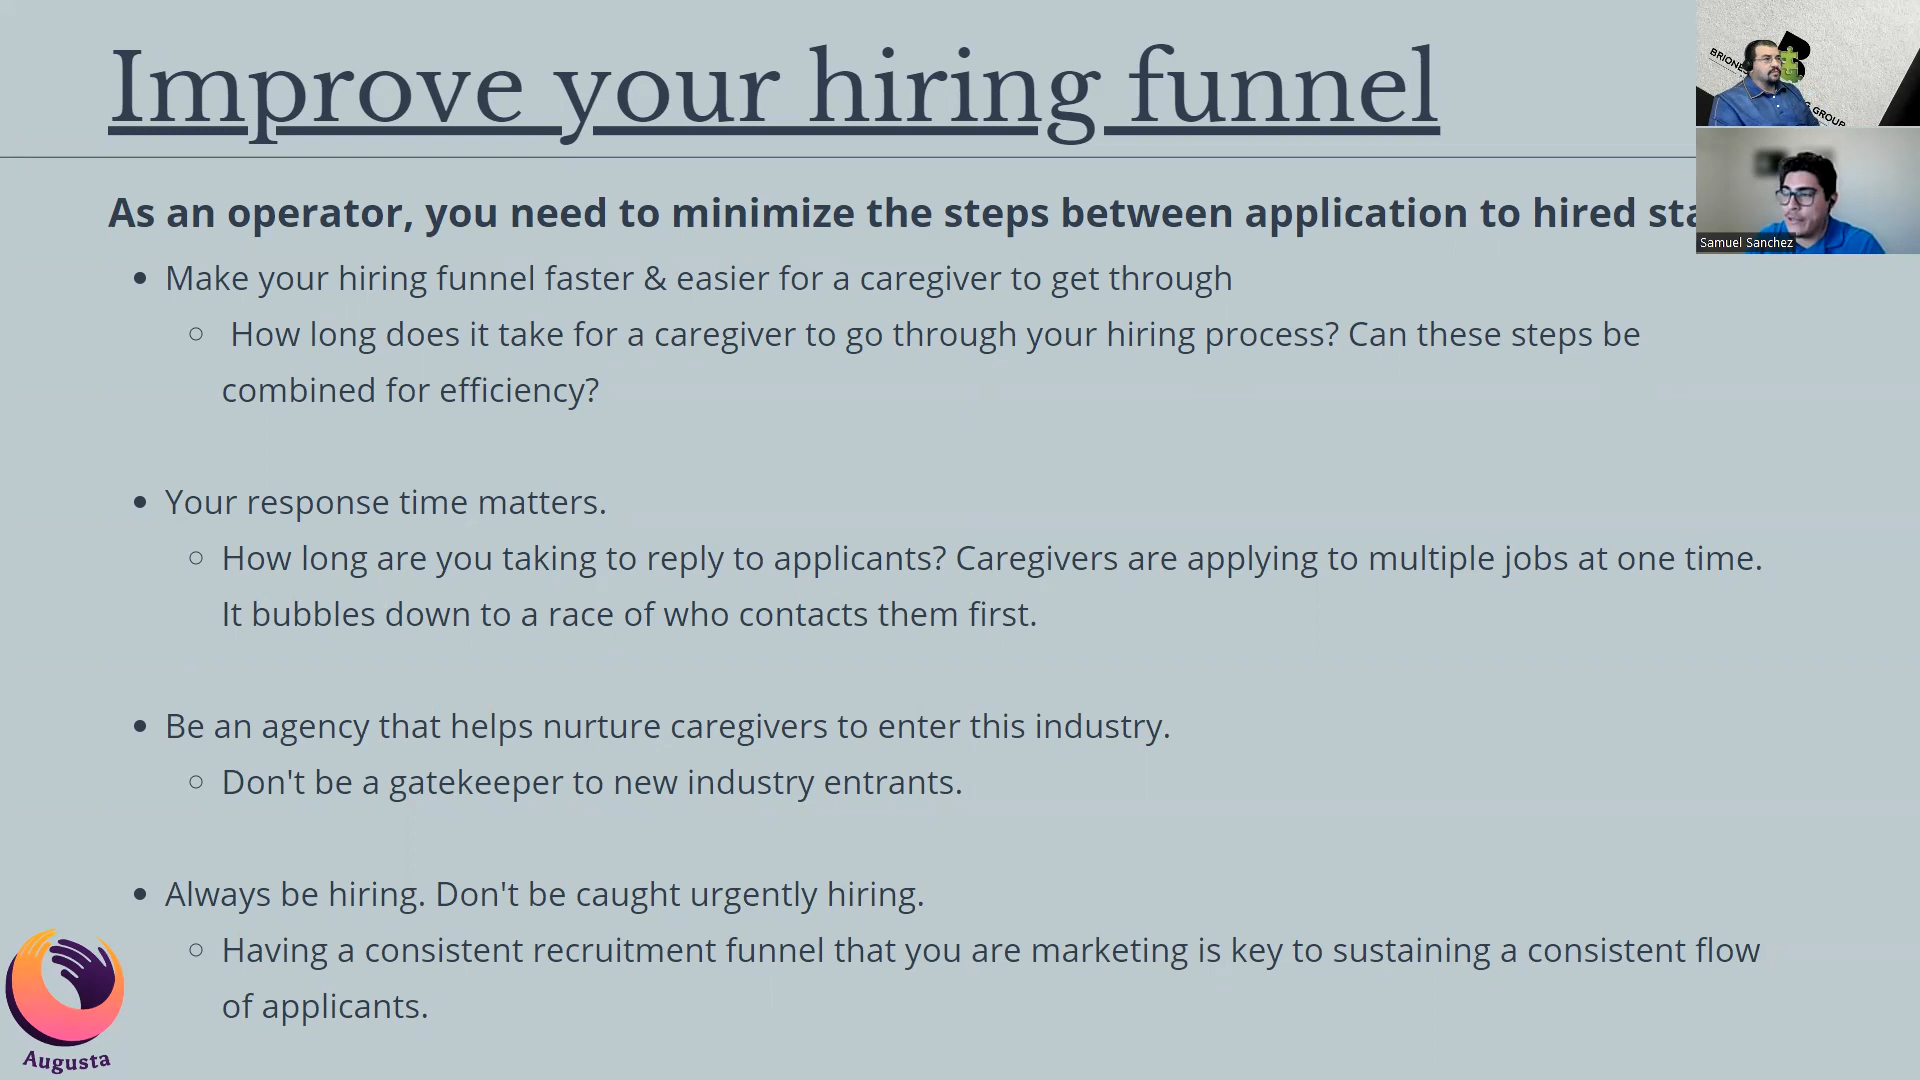 Improve your hiring funnel
As an operator, you need to minimize the steps between application to hired
• Make your hiring funnel faster & easier for a caregiver to get through
○ How long does it take for a caregiver to go through your hiring process? Can these steps be
combined for efficiency?
• Your response time matters.
○ How long are you taking to reply to applicants? Caregivers are applying to multiple jobs at one time.
It bubbles down to a race of who contacts them first.
• Be an agency that helps nurture caregivers to enter this industry.
○ Don't be a gatekeeper to new industry entrants.
• Always be hiring. Don't be caught urgently hiring.
○ Having a consistent recruitment funnel that you are marketing is key to sustaining a consistent flow
of applicants.
Augusta
BRIONES
GROUP
Samuel Sanchez